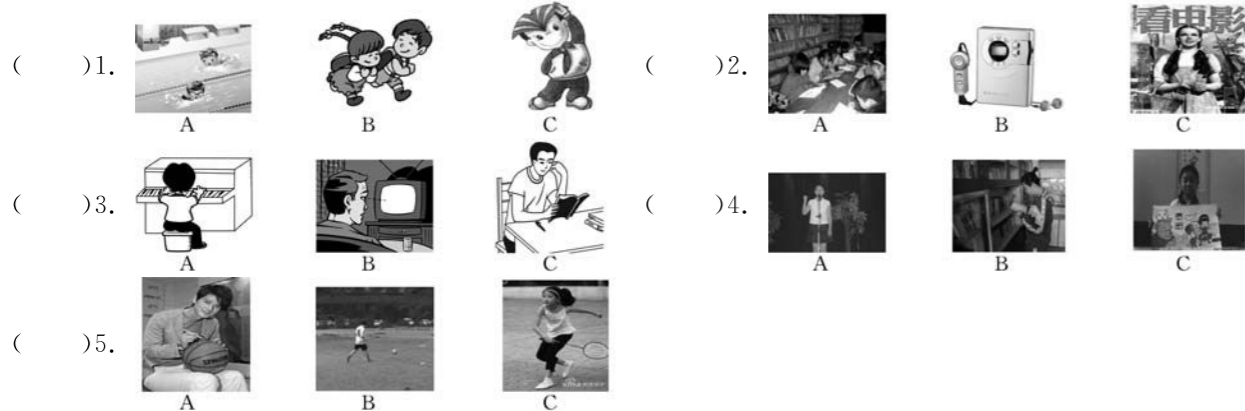 ( )1. A B C ( )2. A B C
看电影
( )3. A B C ( )4. A B C
( )5. A B C